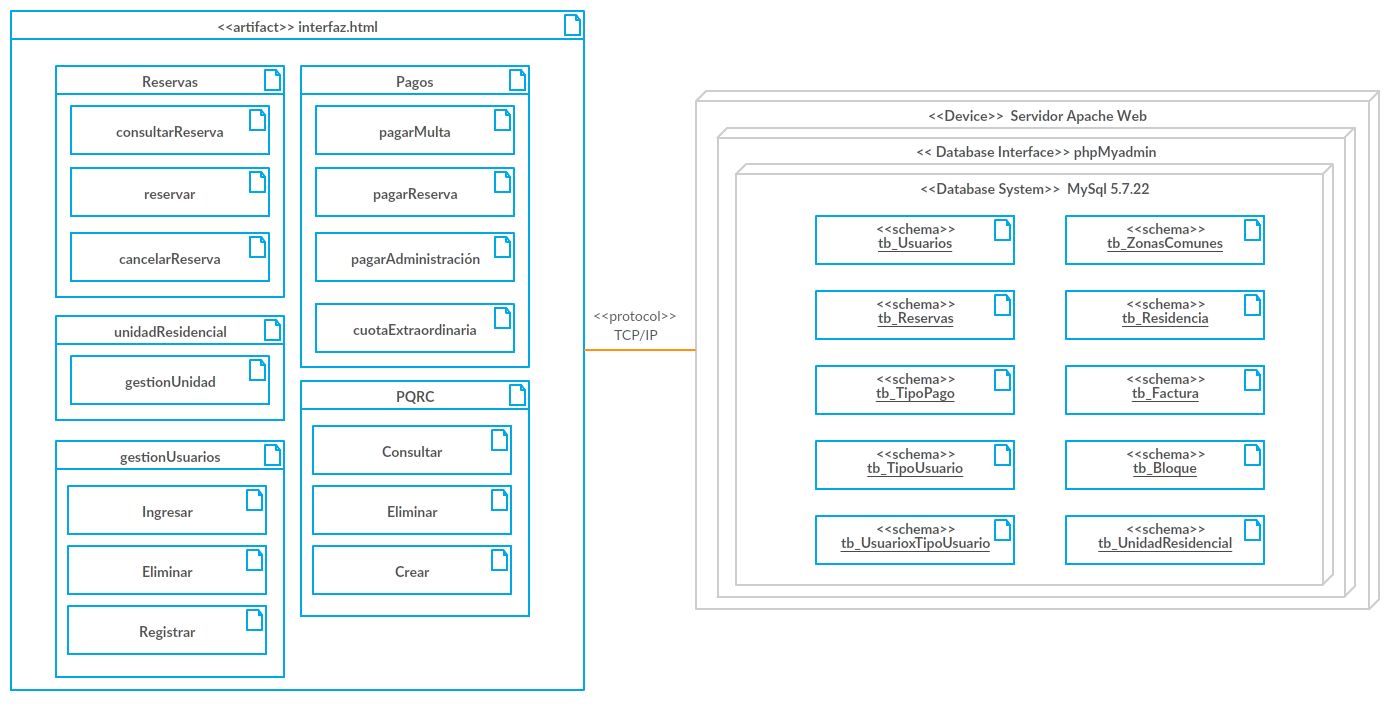 <<artifact>> interfaz.html
Reservas
consultarReserva
reservar
cancelarReserva
unidadResidencial
gestionUnidad
gestionUsuarios
Ingresar
Eliminar
Registrar
Pagos
pagarMulta
pagarReserva
pagarAdministración
cuotaExtraordinaria
PQRC
Consultar
Eliminar
Crear
<<protocol>>
TCP/IP
<<Device>> Servidor Apache Web
<< Database Interface>> phpMyadmin
<<Database System>> MySql 5.7.22
<<schema>>
tb_Usuarios
<<schema>>
tb_ZonasComunes
<<schema>>
tb_Reservas
<<schema>>
tb_Residencia
<<schema>>
tb_TipoPago
<<schema>>
tb_Factura
<<schema>>
tb_TipoUsuario
<<schema>>
tb_Bloque
<<schema>>
tb_UsuarioxTipoUsuario
<<schema>>
tb_UnidadResidencial